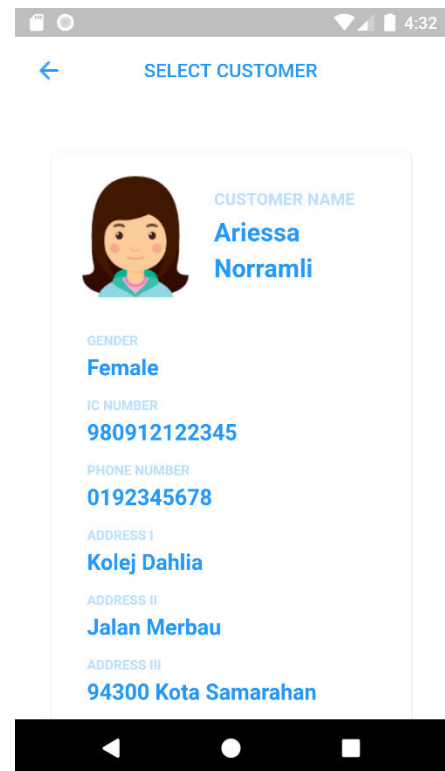 4:32
SELECT CUSTOMER
CUSTOMER NAME
Ariessa
Norramli
GENDER
Female
IC NUMBER
980912122345
PHONE NUMBER
0192345678
ADDRESS I
Kolej Dahlia
ADDRESS II
Jalan Merbau
ADDRESS III
94300 Kota Samarahan